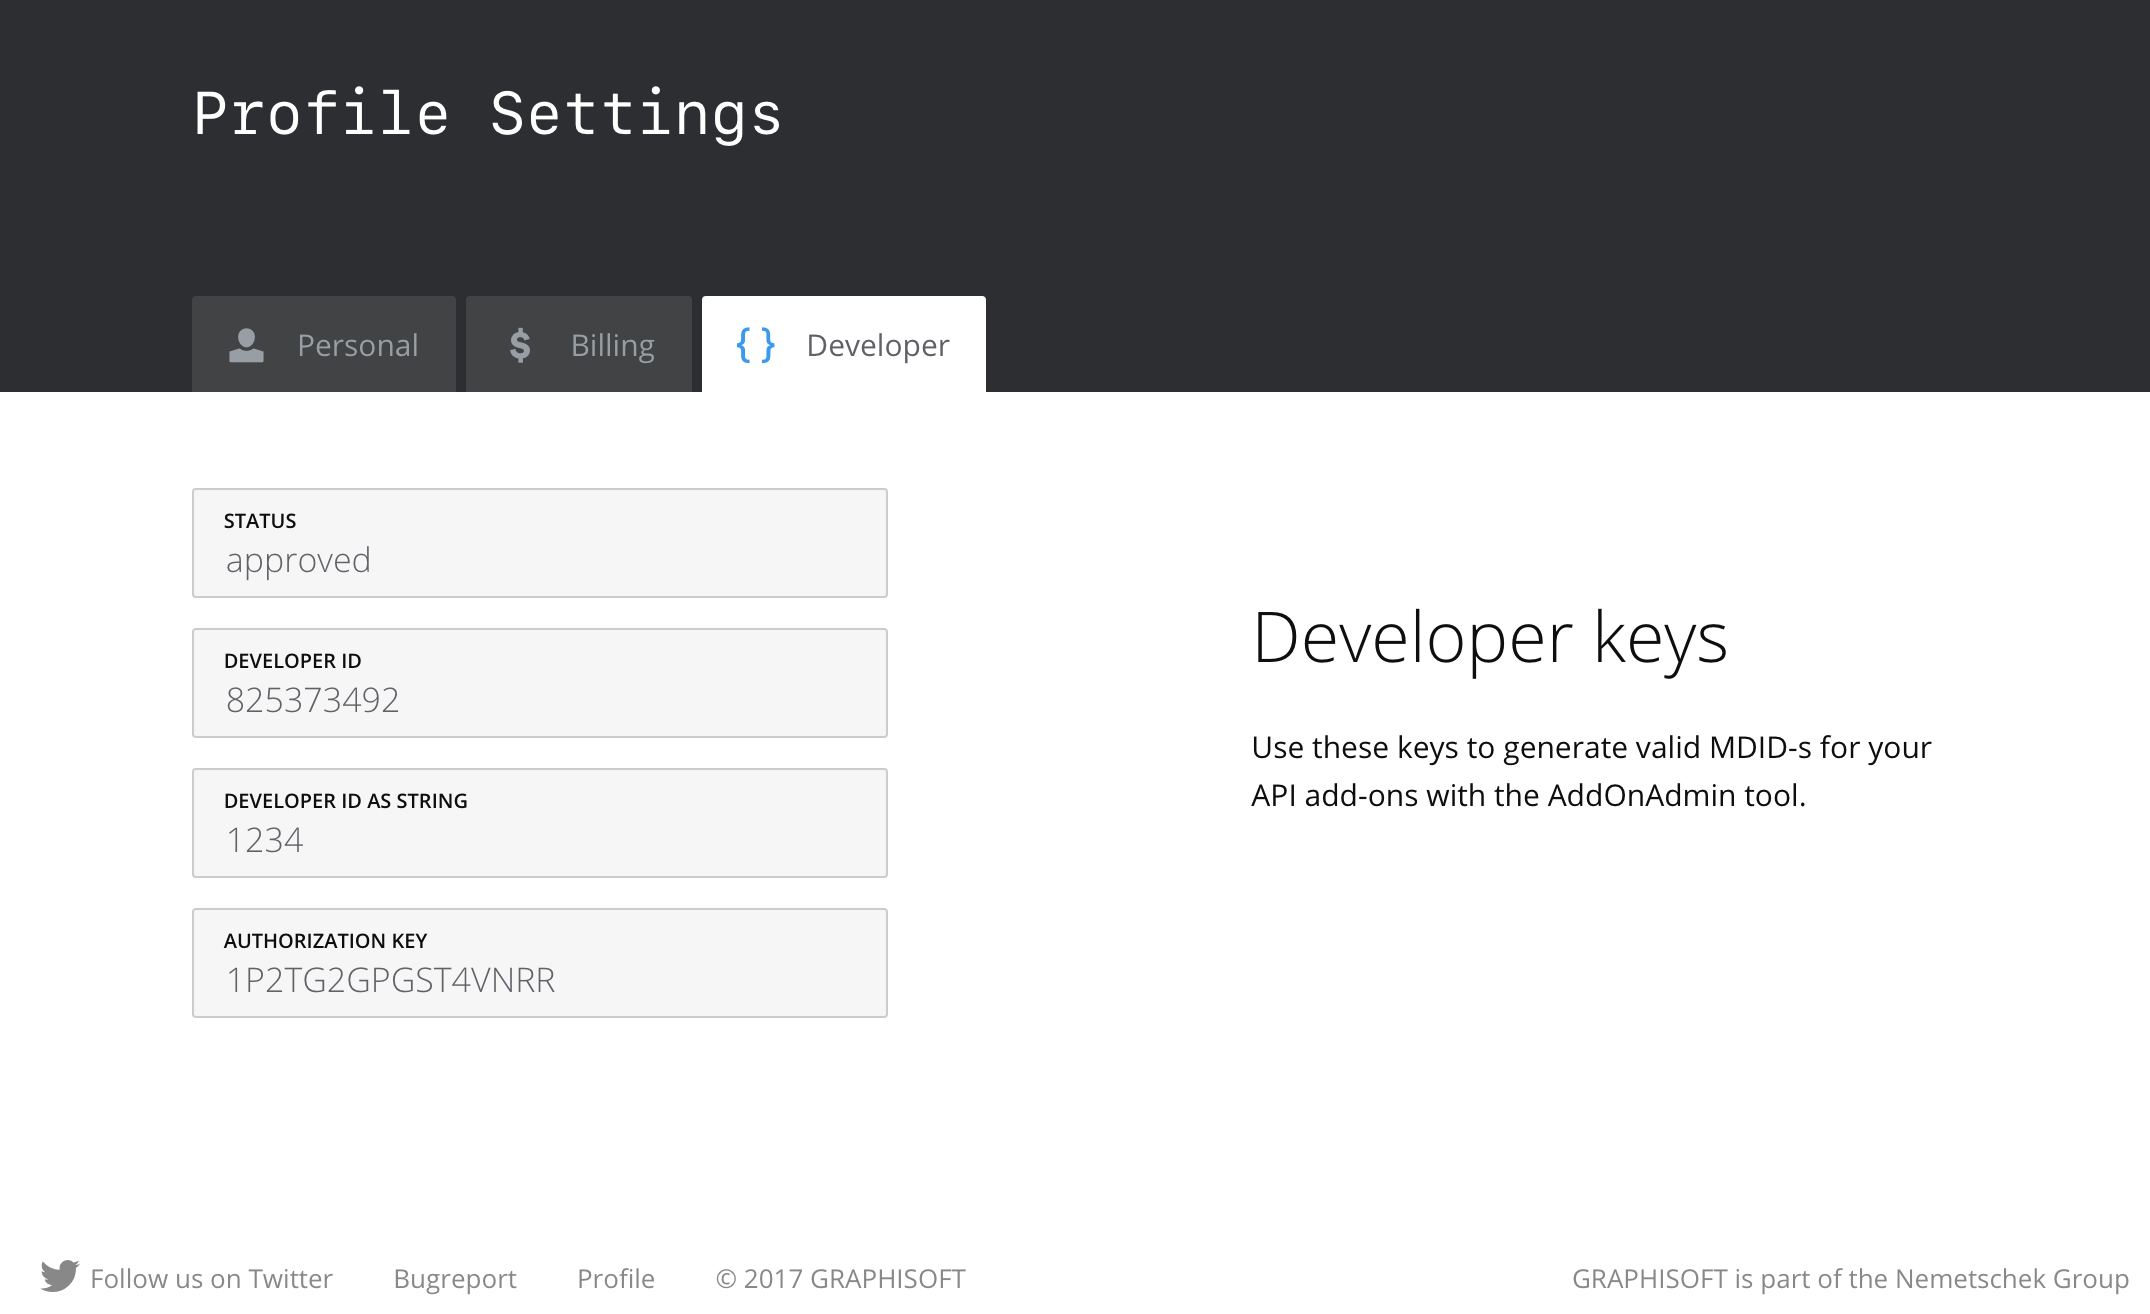 Profile Settings
Personal
Billing
Developer
STATUS
approved
DEVELOPER ID
825373492
DEVELOPER ID AS STRING
1234
AUTHORIZATION KEY
1P2TG2GPGST4VNRR
Developer keys
Use these keys to generate valid MDID-s for your
API add-ons with the AddOnAdmin tool.
Follow us on Twitter
Bugreport
Profile
© 2017 GRAPHISOFT
GRAPHISOFT is part of the Nemetschek Group